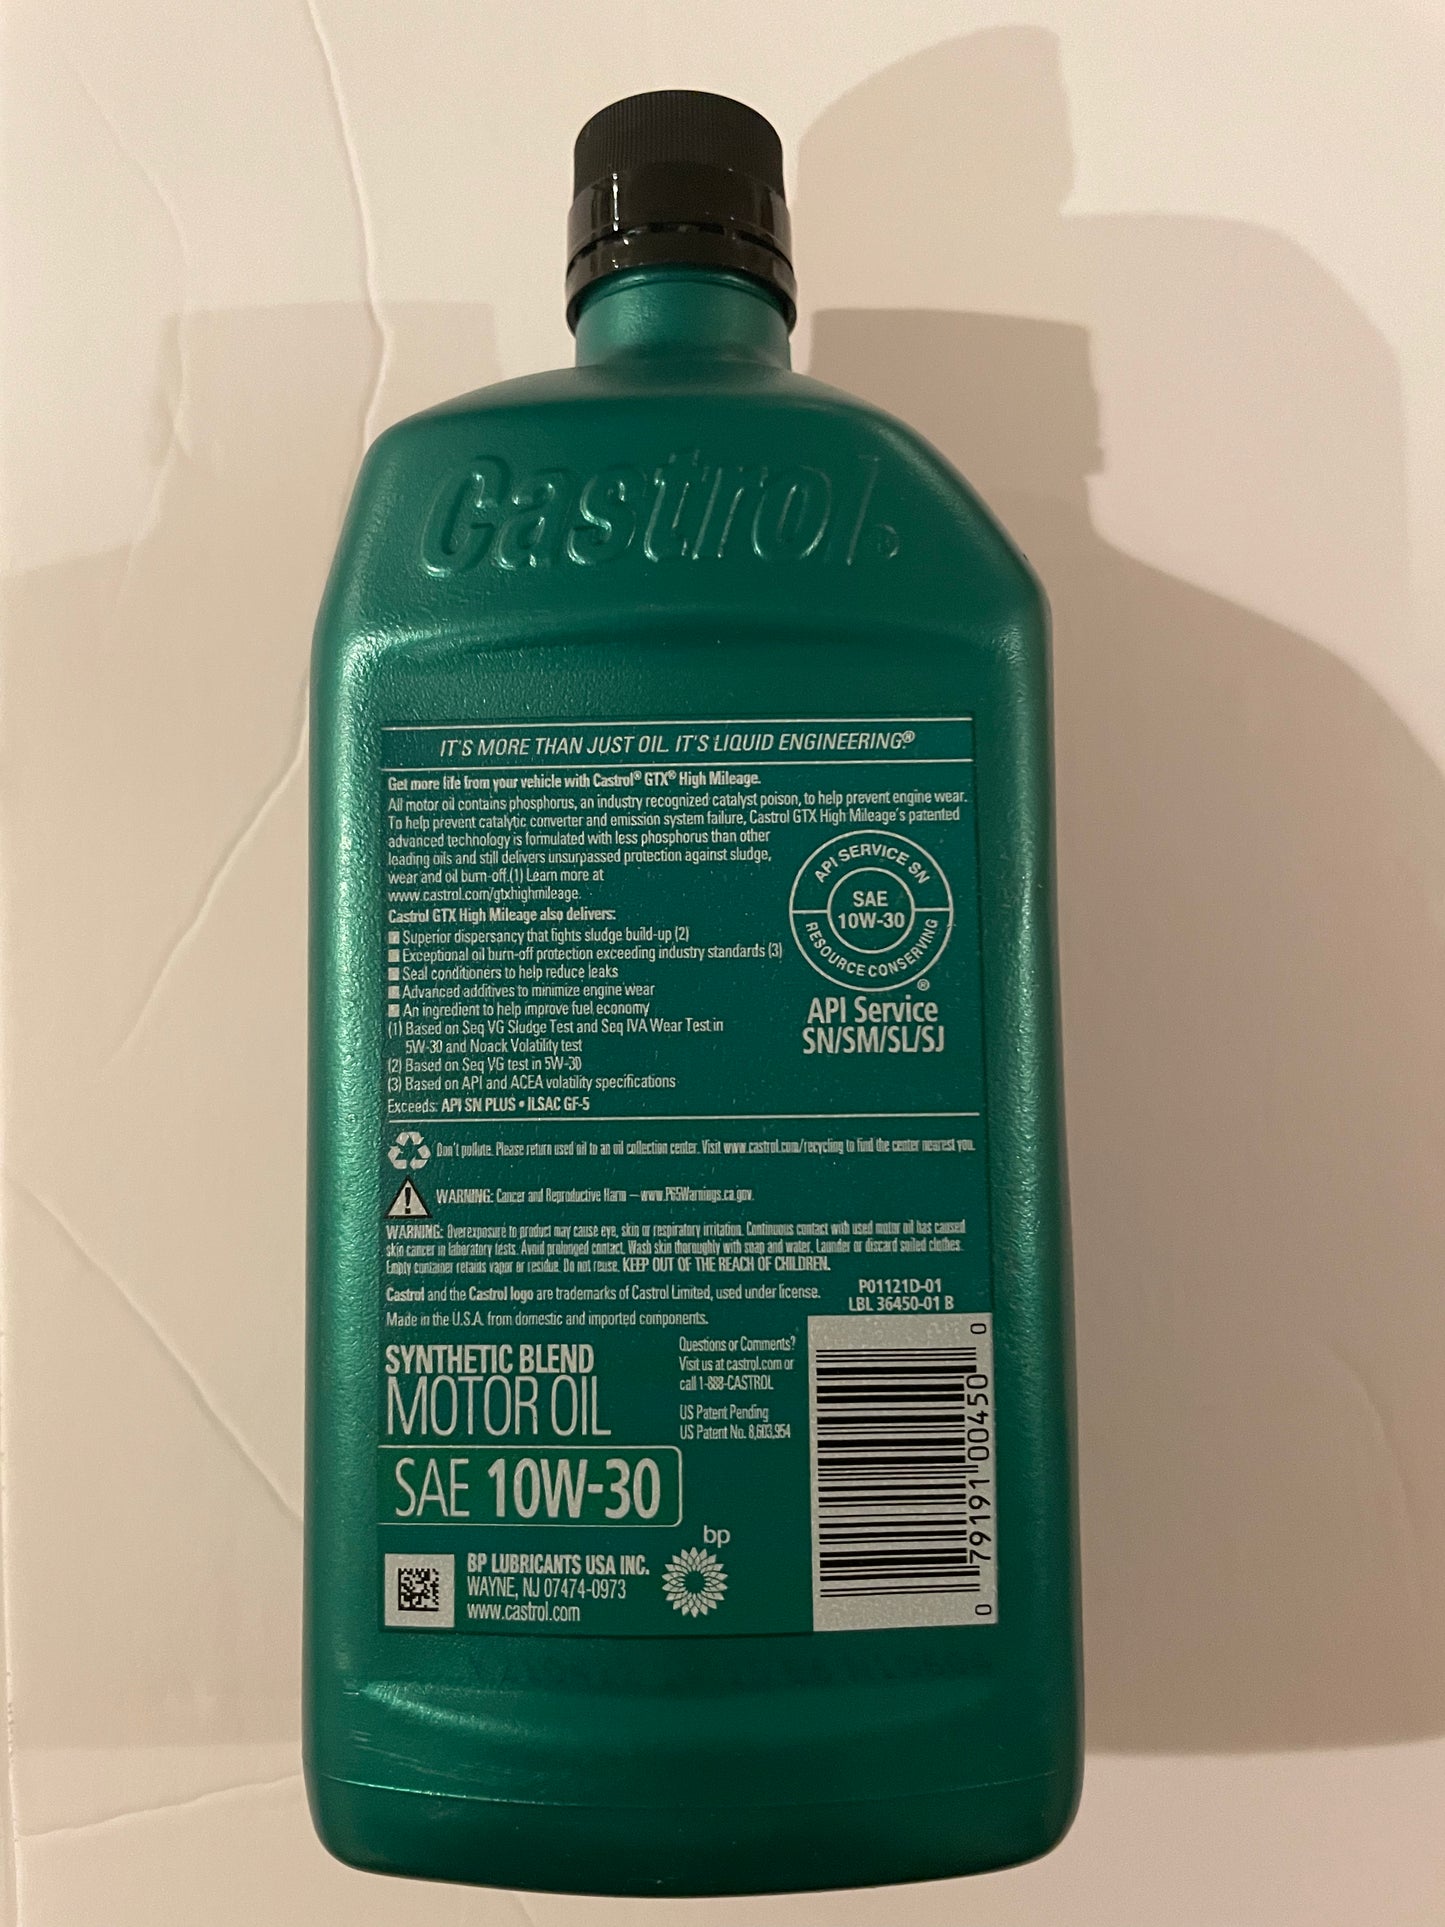 Castrol®
IT'S MORE THAN JUST OIL. IT'S LIQUID ENGINEERING.®
Get more life from your vehicle with Castrol® GTX® High Mileage.
All motor oil contains phosphorus, an industry recognized catalyst poison, to help prevent engine wear.
To help prevent catalytic converter and emission system failure, Castrol GTX High Mileage's patented
advanced technology is formulated with less phosphorus than other
leading oils and still delivers unsurpassed protection against sludge,
wear and oil burn-off.(1) Learn more at
www.castrol.com/gtxhighmileage.
Castrol GTX High Mileage also delivers:
■ Superior dispersancy that fights sludge build-up (2)
■ Exceptional oil burn-off protection exceeding industry standards (3)
■ Seal conditioners to help reduce leaks
■ Advanced additives to minimize engine wear
■ An ingredient to help improve fuel economy
(1) Based on Seq VG Sludge Test and Seq IVA Wear Test in
5W-30 and Noack Volatility test
(2) Based on Seq VG test in 5W-30
(3) Based on API and ACEA volatility specifications
Exceeds: API SN PLUS • ILSAC GF-5
API SERVICE SN
SAE
10W-30
RESOURCE CONSERVING
®
API Service
SN/SM/SL/SJ
Don't pollute. Please return used oil to an oil collection center. Visit www.castrol.com/recycling to find the center nearest you.
WARNING: Cancer and Reproductive Harm – www.P65Warnings.ca.gov.
WARNING: Overexposure to product may cause eye, skin or respiratory irritation. Continuous contact with used motor oil has caused
skin cancer in laboratory tests. Avoid prolonged contact. Wash skin thoroughly with soap and water. Launder or discard soiled clothes.
Empty container retains vapor or residue. Do not reuse. KEEP OUT OF THE REACH OF CHILDREN.
Castrol and the Castrol logo are trademarks of Castrol Limited, used under license.
Made in the U.S.A. from domestic and imported components.
P01121D-01
LBL 36450-01 B
SYNTHETIC BLEND
MOTOR OIL
SAE 10W-30
Questions or Comments?
Visit us at castrol.com or
call 1-888-CASTROL
US Patent Pending
US Patent No. 8,603,954
bp
BP LUBRICANTS USA INC.
WAYNE, NJ 07474-0973
www.castrol.com
0 79191 00450 0